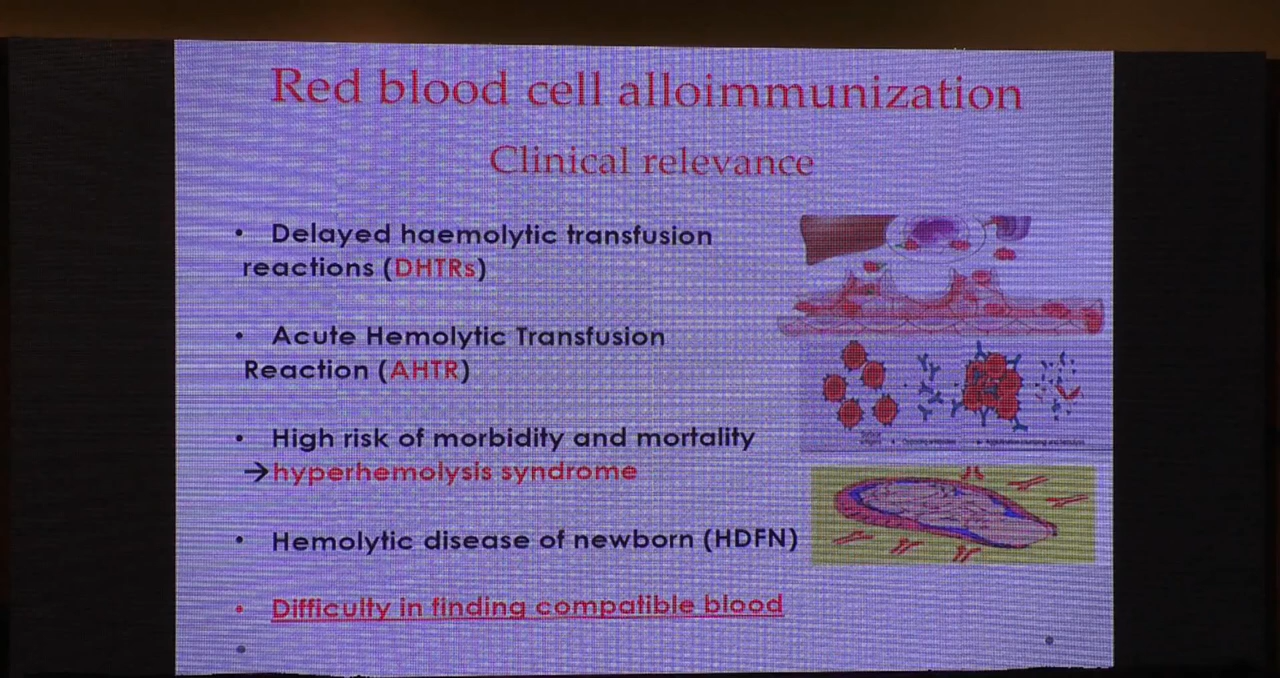 Red blood cell alloimmunization
Clinical relevance
• Delayed haemolytic transfusion
reactions (DHTRs)
• Acute Hemolytic Transfusion
Reaction (AHTR)
• High risk of morbidity and mortality
→hyperhemolysis syndrome
• Hemolytic disease of newborn (HDFN)
• Difficulty in finding compatible blood